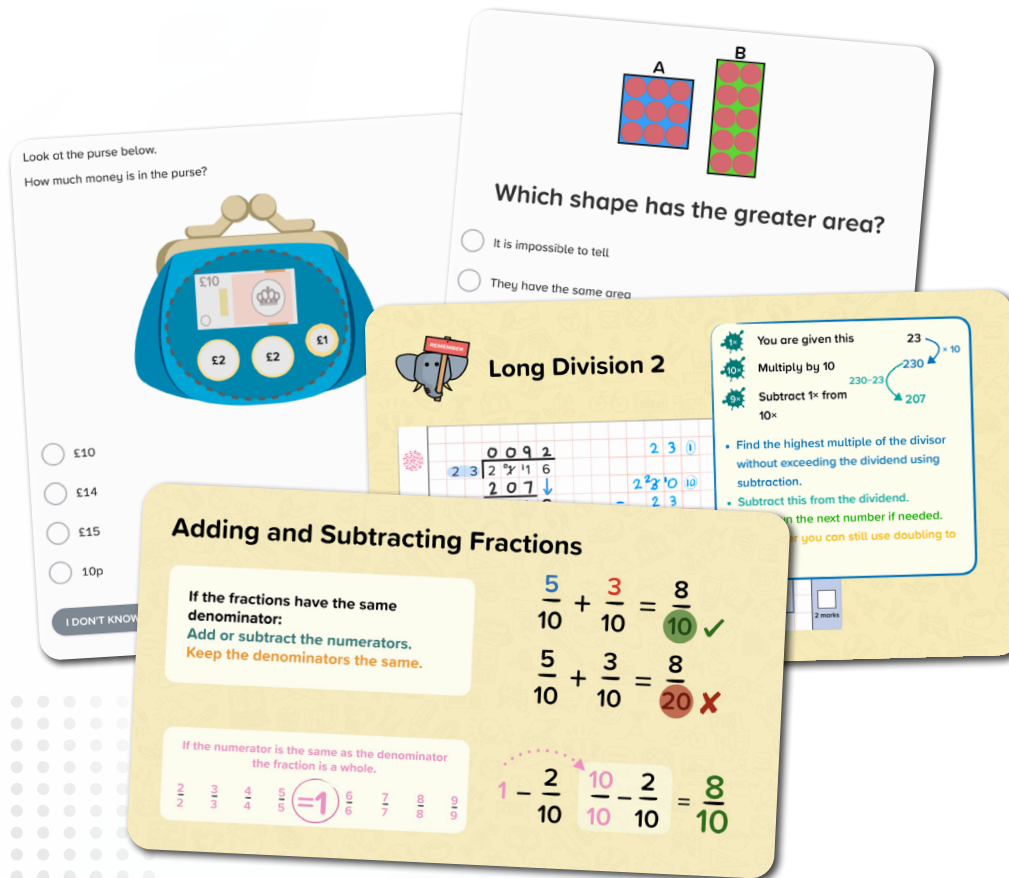 Look at the purse below.
How much money is in the purse?
£10
£2
£2
£1
£10
£14
£15
10p
I DON'T KNOW
A
B
Which shape has the greater area?
It is impossible to tell
They have the same area
REMEMBER
Long Division 2
0 0 9 2
2 3 2 1 1 6
2 0 7
2 3 1
10
2 3
1× You are given this 23
× 10
10× Multiply by 10 230
230-23
9× Subtract 1× from 207
10×
• Find the highest multiple of the divisor
without exceeding the dividend using
subtraction.
• Subtract this from the dividend.
the next number if needed.
you can still use doubling to
2 marks
Adding and Subtracting Fractions
If the fractions have the same
denominator:
Add or subtract the numerators.
Keep the denominators the same.
5/10 + 3/10 = 8/10 ✓
5/10 + 3/10 = 8/20 ✗
If the numerator is the same as the denominator
the fraction is a whole.
2/2 3/3 4/4 5/5 =1 6/6 7/7 8/8 9/9
1 - 2/10 10/10 - 2/10 = 8/10